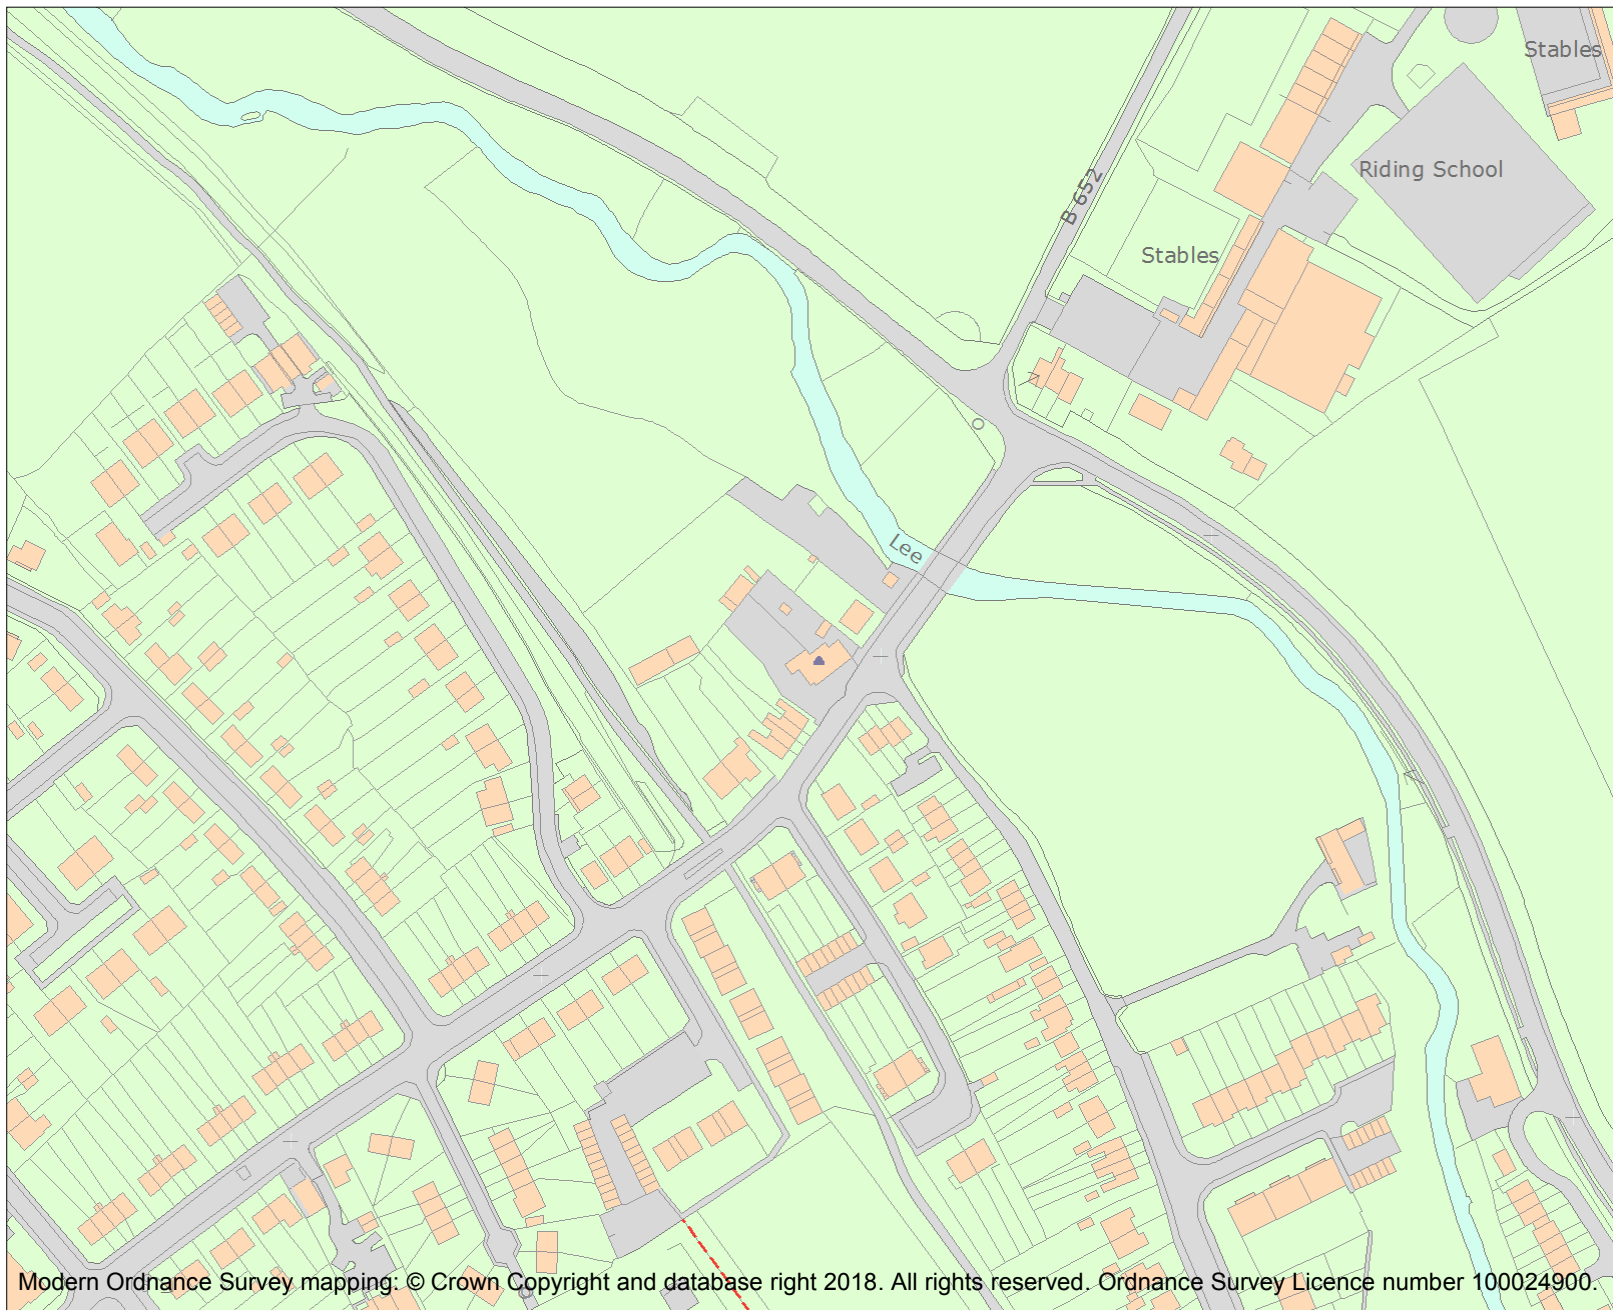 Stables
Riding School
B 652
Stables
Lee
Modern Ordnance Survey mapping: © Crown Copyright and database right 2018. All rights reserved. Ordnance Survey Licence number 100024900.